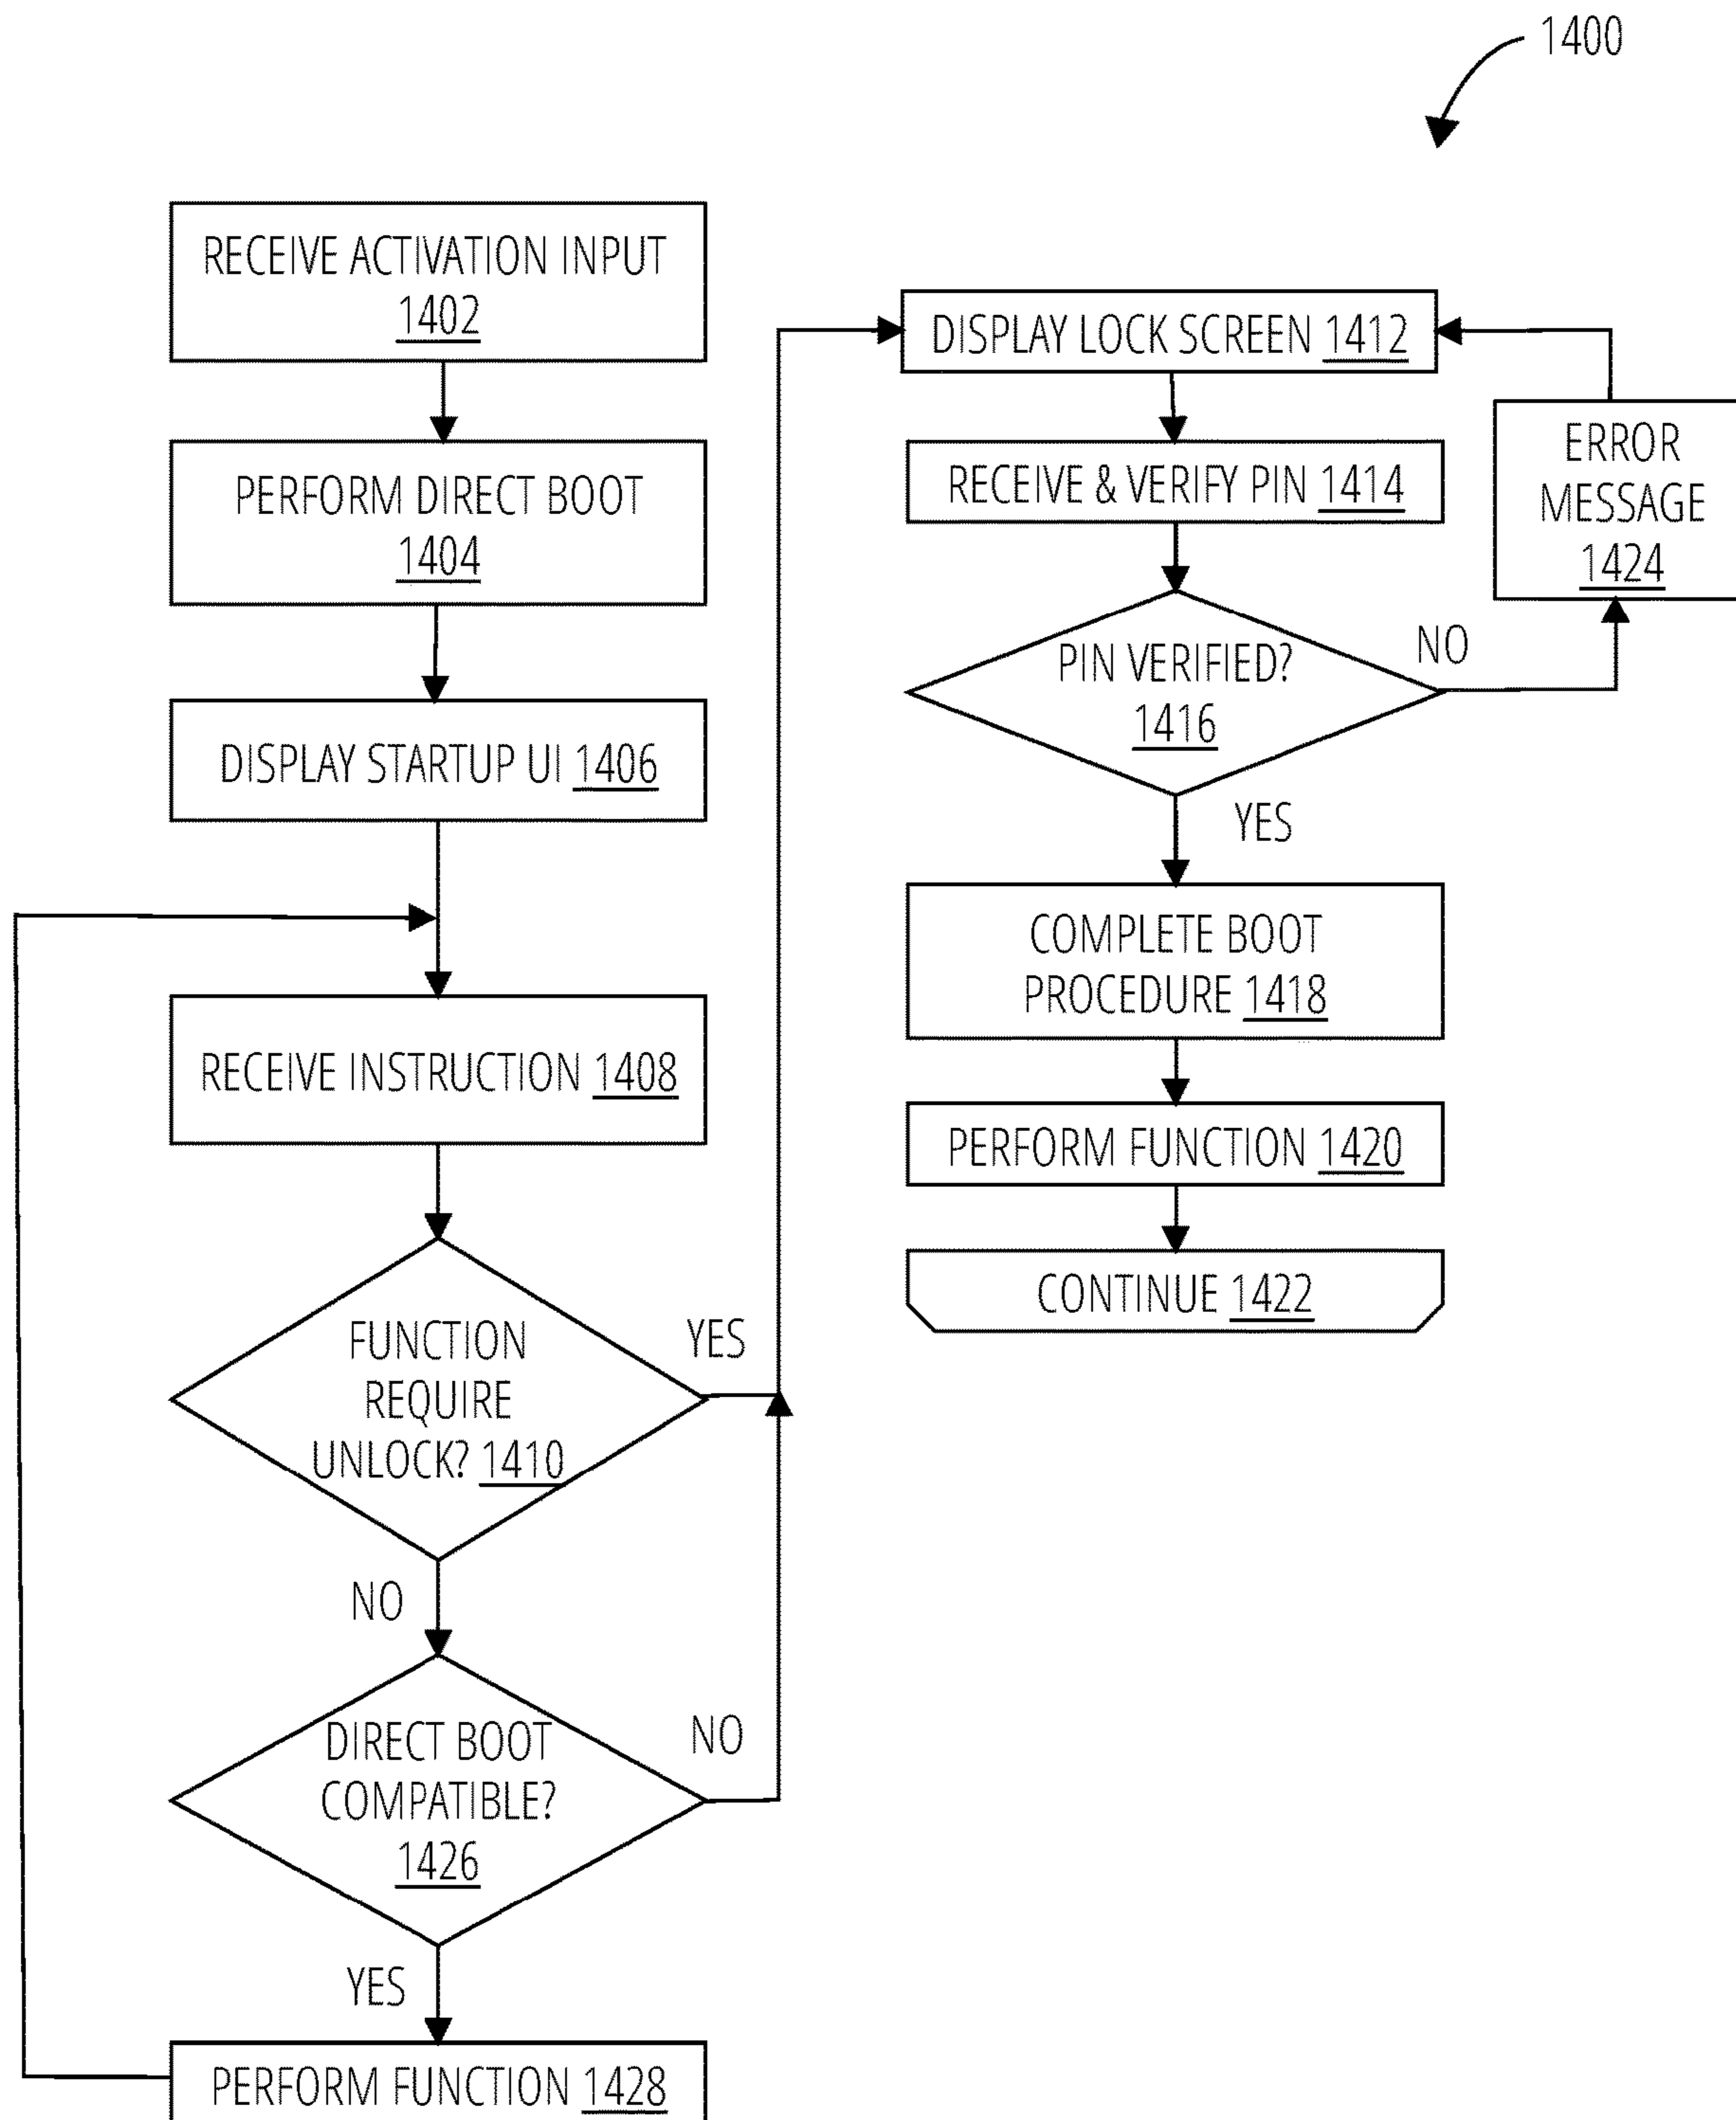 1400
RECEIVE ACTIVATION INPUT
1402
PERFORM DIRECT BOOT
1404
DISPLAY STARTUP UI 1406
RECEIVE INSTRUCTION 1408
FUNCTION
REQUIRE
UNLOCK? 1410
YES
NO
DIRECT BOOT
COMPATIBLE?
1426
NO
YES
PERFORM FUNCTION 1428
DISPLAY LOCK SCREEN 1412
RECEIVE & VERIFY PIN 1414
PIN VERIFIED?
1416
NO
ERROR
MESSAGE
1424
YES
COMPLETE BOOT
PROCEDURE 1418
PERFORM FUNCTION 1420
CONTINUE 1422